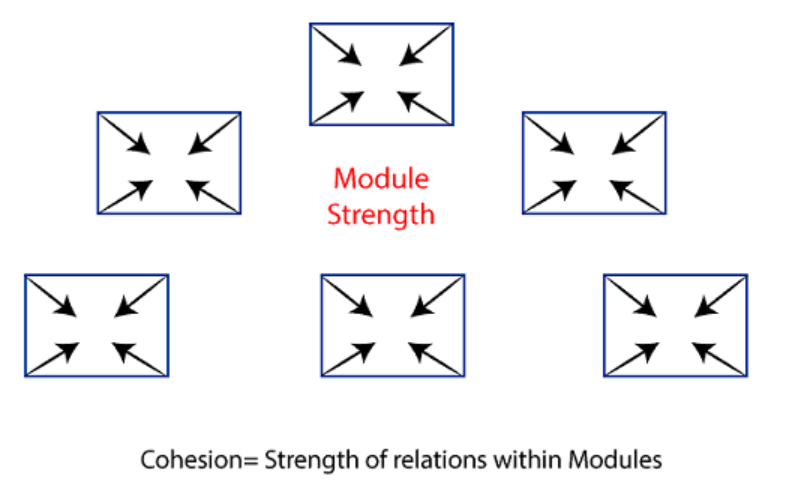 Module
Strength
Cohesion= Strength of relations within Modules